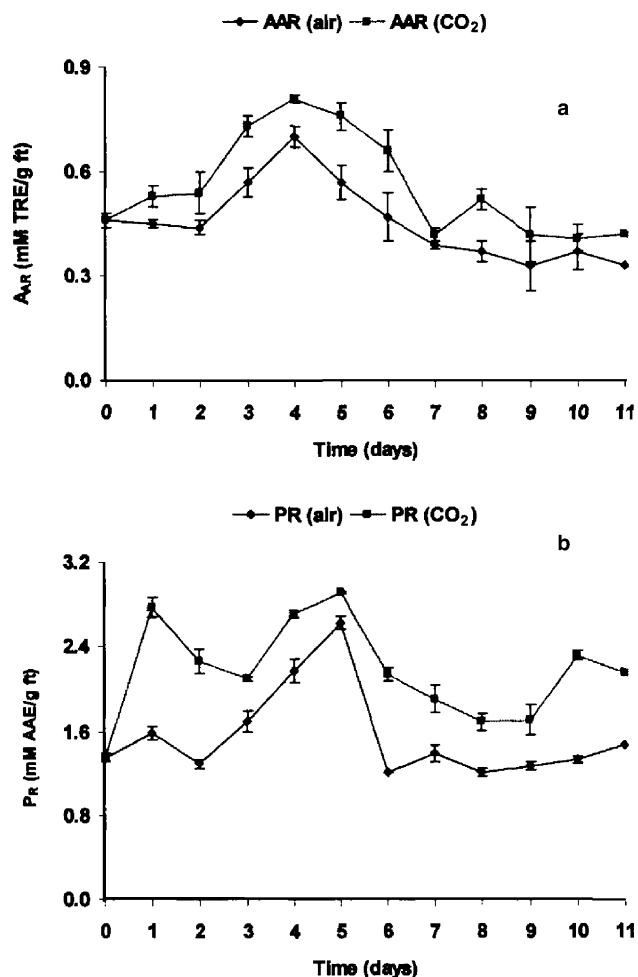 AAR (air) AAR (CO₂)
a
0.9
0.6
0.3
0.0
A_AR (mM TRE/g ft)
0 1 2 3 4 5 6 7 8 9 10 11
Time (days)
PR (air) PR (CO₂)
b
3.2
2.4
1.6
0.8
0.0
P_R (mM AAE/g ft)
0 1 2 3 4 5 6 7 8 9 10 11
Time (days)